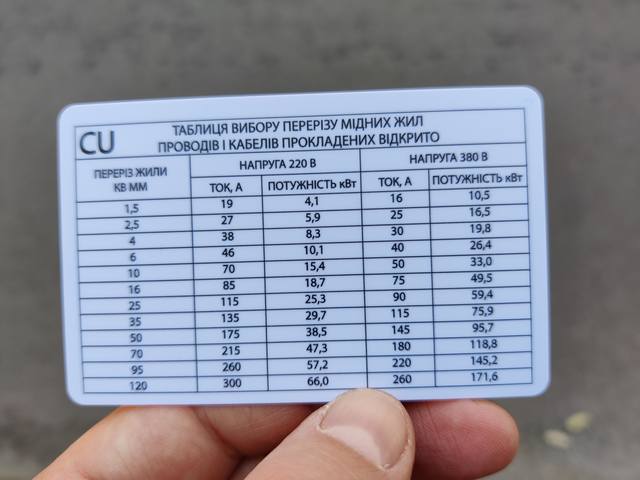 CU
ТАБЛИЦЯ ВИБОРУ ПЕРЕРІЗУ МІДНИХ ЖИЛ
ПРОВОДІВ І КАБЕЛІВ ПРОКЛАДЕНИХ ВІДКРИТО
ПЕРЕРІЗ ЖИЛИ КВ ММ НАПРУГА 220 В НАПРУГА 380 В
ТОК, А ПОТУЖНІСТЬ кВт ТОК, А ПОТУЖНІСТЬ кВт
1,5 19 4,1 16 10,5
2,5 27 5,9 25 16,5
4 38 8,3 30 19,8
6 46 10,1 40 26,4
10 70 15,4 50 33,0
16 85 18,7 75 49,5
25 115 25,3 90 59,4
35 135 29,7 115 75,9
50 175 38,5 145 95,7
70 215 47,3 180 118,8
95 260 57,2 220 145,2
120 300 66,0 260 171,6